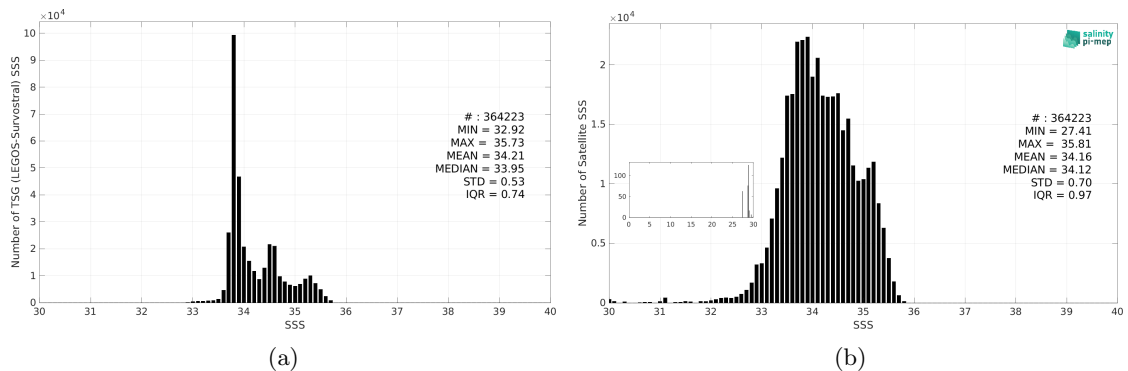 ×10⁴
Number of TSG (LEGOS-Survostral) SSS
10
9
8
7
6
5
4
3
2
1
0
30 31 32 33 34 35 36 37 38 39 40
SSS
# : 364223
MIN = 32.92
MAX = 35.73
MEAN = 34.21
MEDIAN = 33.95
STD = 0.53
IQR = 0.74
(a)
×10⁴
Number of Satellite SSS
2
1.5
1
0.5
0
30 31 32 33 34 35 36 37 38 39 40
SSS
100
50
0
0 5 10 15 20 25 30
salinity
pi-mep
# : 364223
MIN = 27.41
MAX = 35.81
MEAN = 34.16
MEDIAN = 34.12
STD = 0.70
IQR = 0.97
(b)